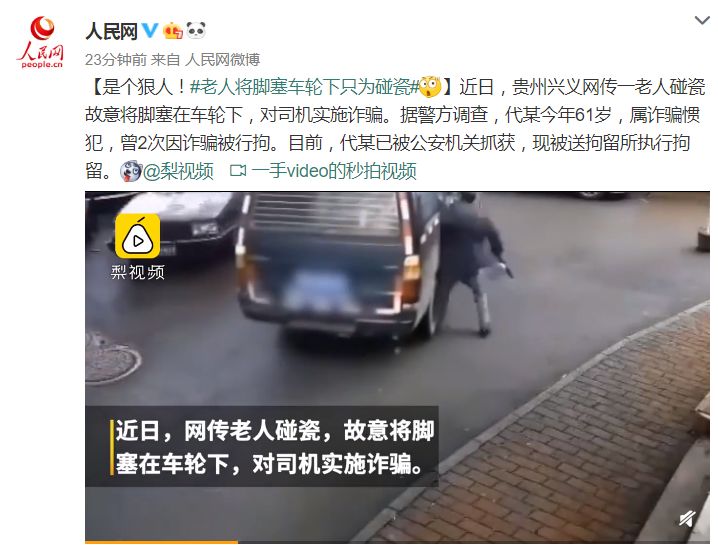 人民网
人民网
people.cn
23分钟前 来自 人民网微博
【是个狠人！#老人将脚塞车轮下只为碰瓷#】近日，贵州兴义网传一老人碰瓷
故意将脚塞在车轮下，对司机实施诈骗。据警方调查，代某今年61岁，属诈骗惯
犯，曾2次因诈骗被行拘。目前，代某已被公安机关抓获，现被送拘留所执行拘
留。@梨视频 一手video的秒拍视频
梨视频
近日，网传老人碰瓷，故意将脚
塞在车轮下，对司机实施诈骗。